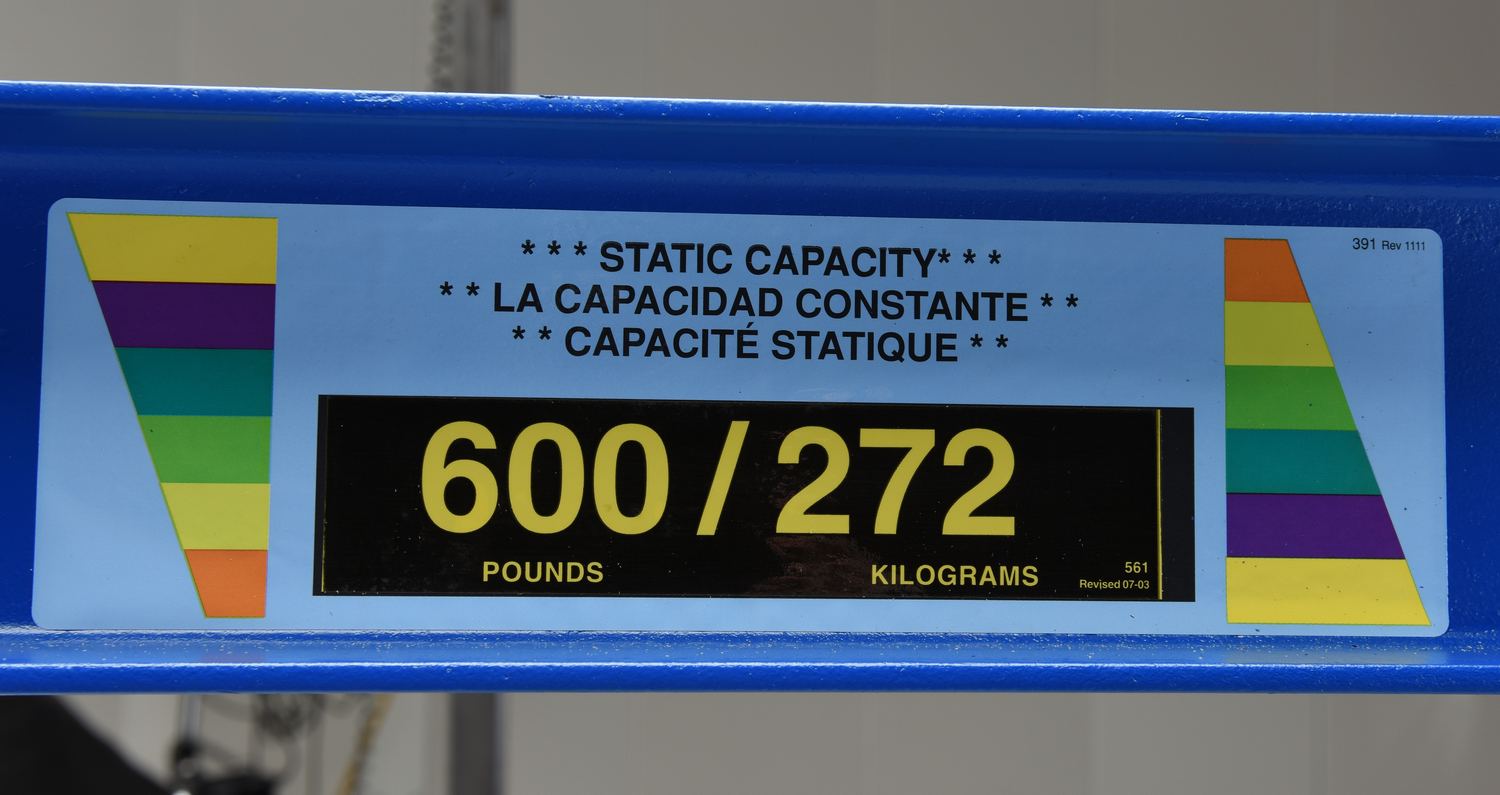 391 Rev 1111
* * * STATIC CAPACITY* * *
* * LA CAPACIDAD CONSTANTE * *
* * CAPACITÉ STATIQUE * *
600 / 272
POUNDS KILOGRAMS
561
Revised 07-03